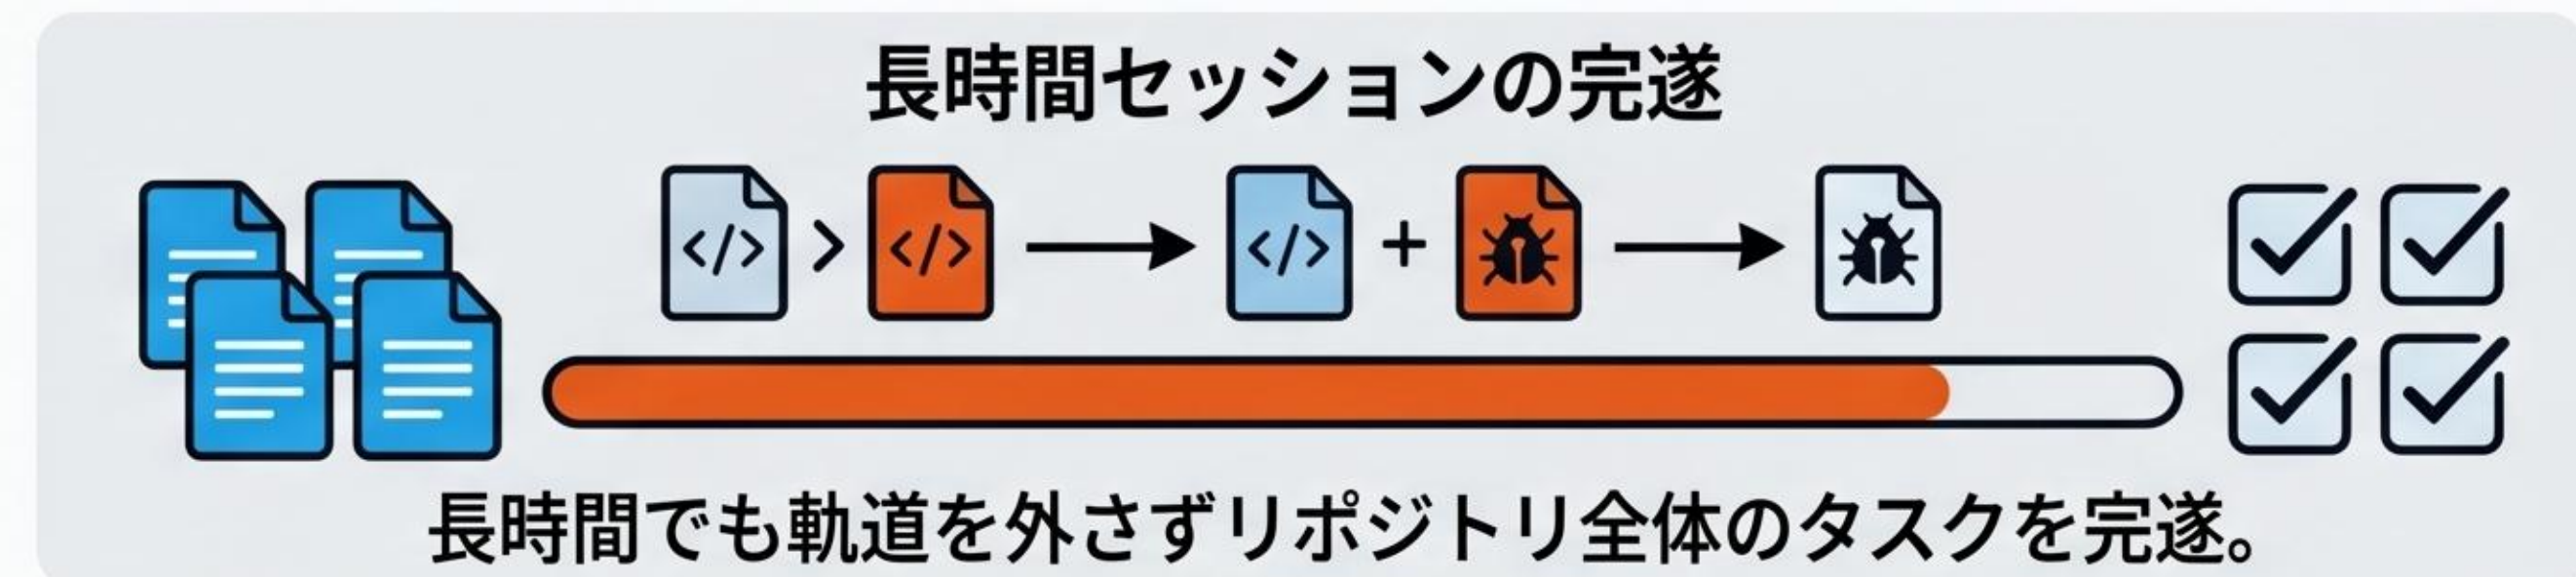 長時間セッションの完遂
</> > </> </> +
長時間でも軌道を外さずリポジトリ全体のタスクを完遂。